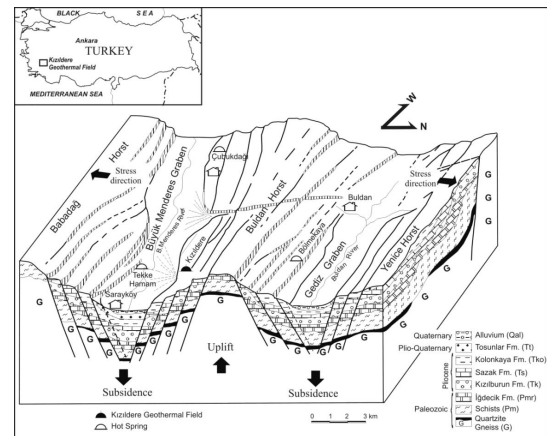 BLACK SEA
Ankara
TURKEY
Kızıldere
Geothermal Field
MEDITERRANEAN SEA
W
N
Stress
direction
Babadağ Horst
Büyük Menderes Graben
B.Menderes River
Çubukdağı
Buldan Horst
Buldan
Stress
direction
Tekke
Hamam
Kızıldere
Bölmekaya
Gediz Graben
Buldan River
Yenice Horst
Sarayköy
G
G
G
G
G
G
G
G
G
G
G
Subsidence
Uplift
Subsidence
Kızıldere Geothermal Field
Hot Spring
0 1 2 3 km
Quaternary
Plio-Quaternary
Pliocene
Paleozoic
Alluvium (Qal)
Tosunlar Fm. (Tt)
Kolonkaya Fm. (Tko)
Sazak Fm. (Ts)
Kızılburun Fm. (Tk)
İğdecik Fm. (Pmr)
Schists (Pm)
Quartzite
G Gneiss (G)